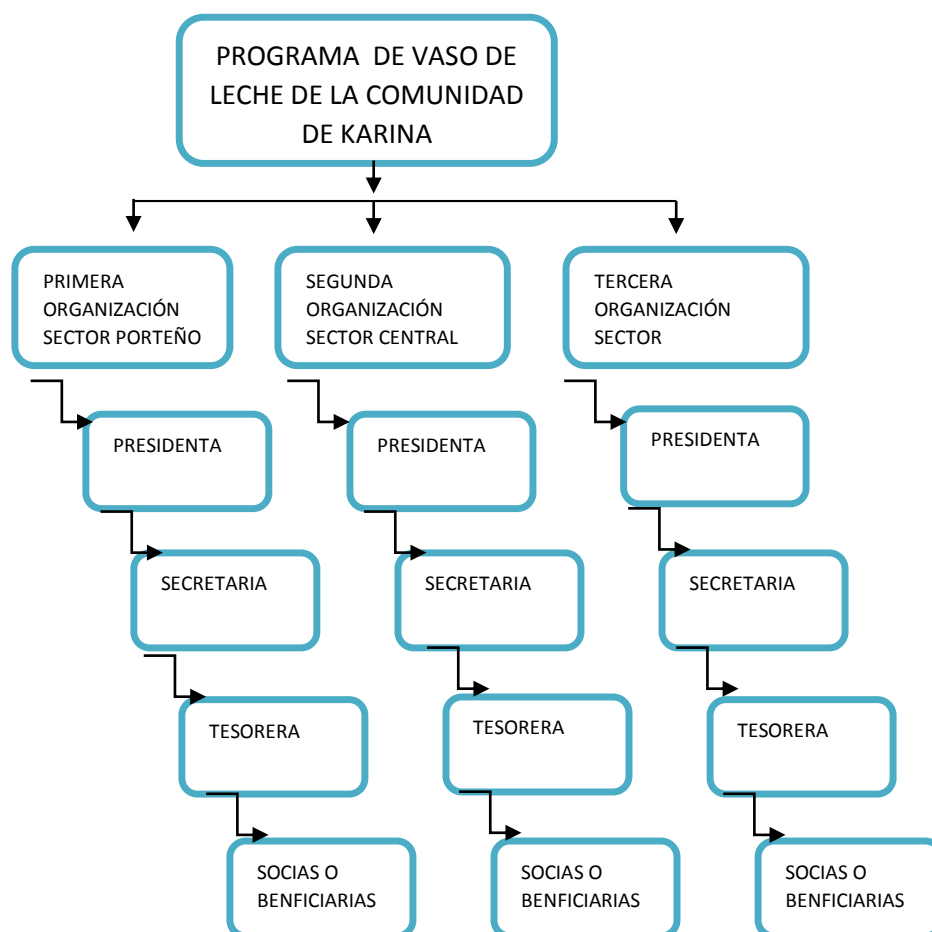 PROGRAMA DE VASO DE
LECHE DE LA COMUNIDAD
DE KARINA
PRIMERA
ORGANIZACIÓN
SECTOR PORTEÑO
SEGUNDA
ORGANIZACIÓN
SECTOR CENTRAL
TERCERA
ORGANIZACIÓN
SECTOR
PRESIDENTA
PRESIDENTA
PRESIDENTA
SECRETARIA
SECRETARIA
SECRETARIA
TESORERA
TESORERA
TESORERA
SOCIAS O
BENFICIARIAS
SOCIAS O
BENFICIARIAS
SOCIAS O
BENFICIARIAS